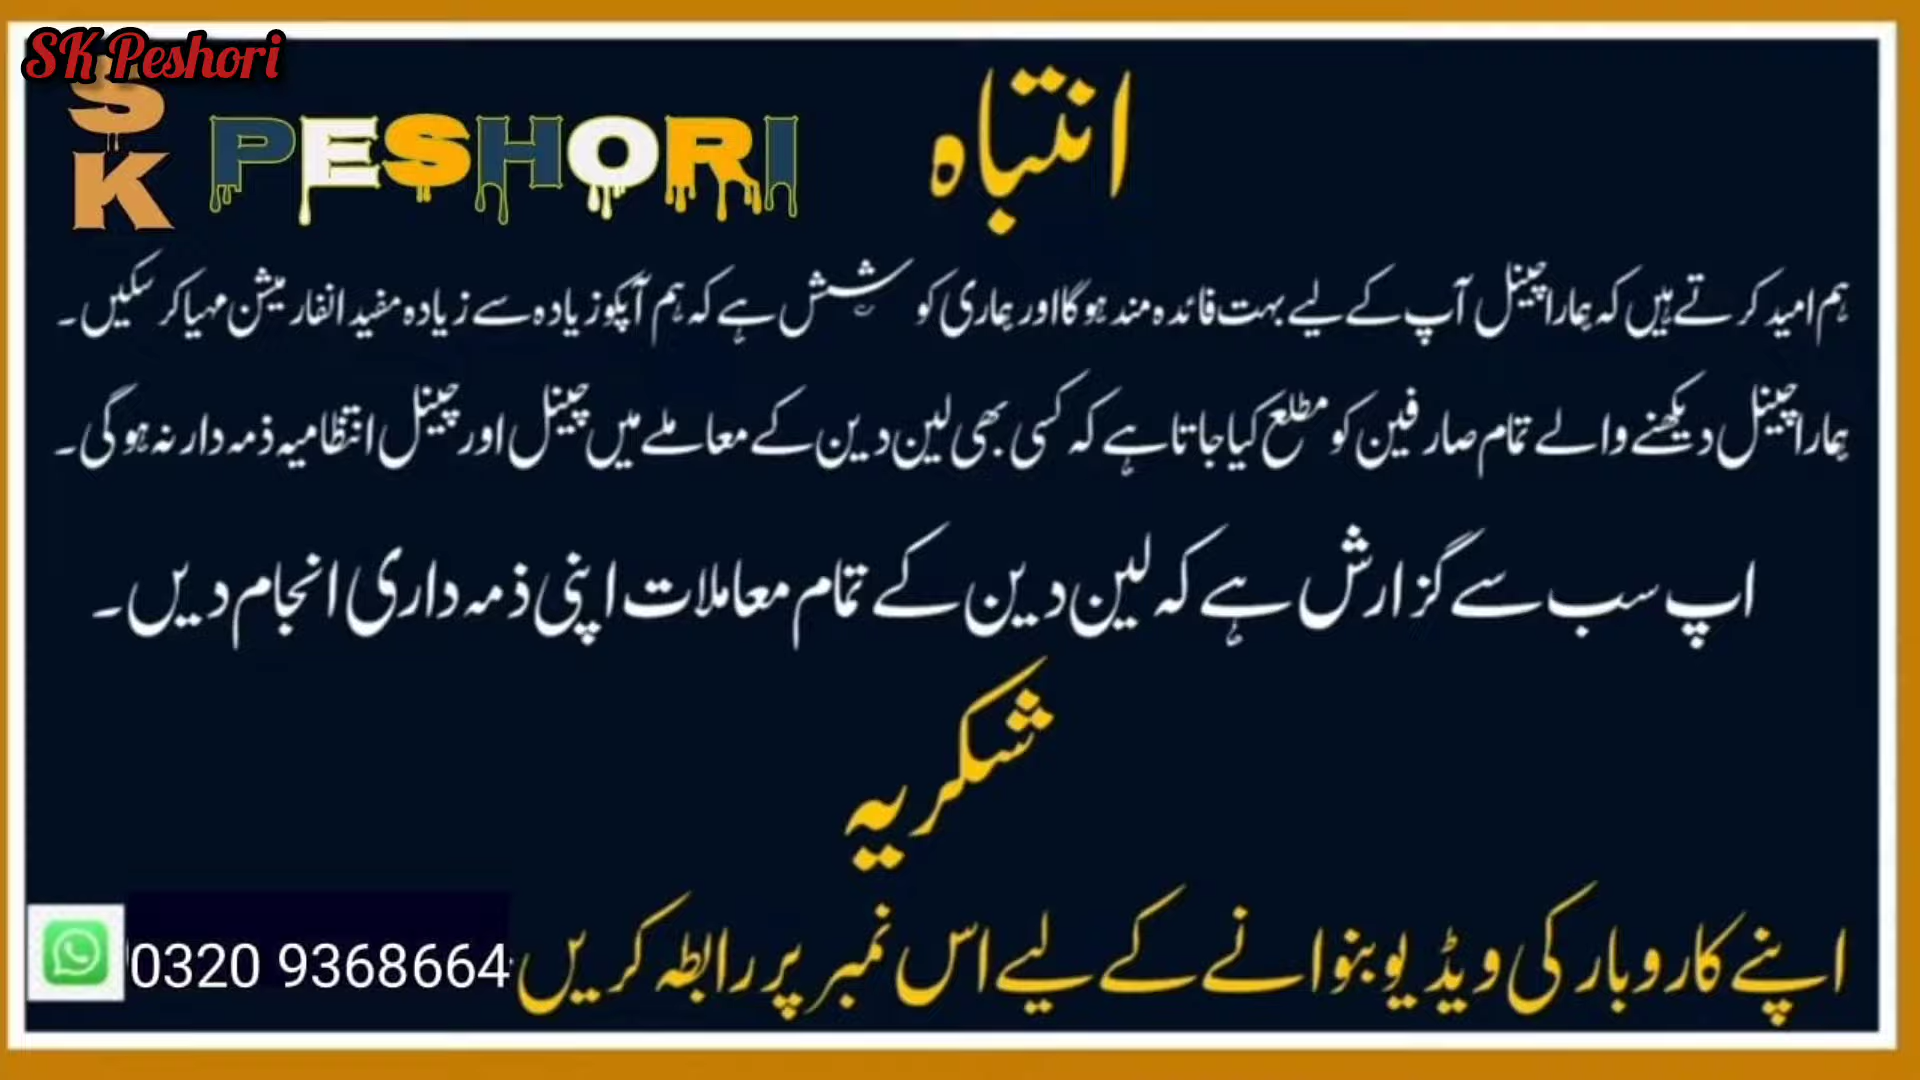 SK Peshori
SK PESHORI
انتباہ
ہم امید کرتے ہیں کہ ہمارا چینل آپ کے لیے بہت فائدہ مند ہو گا اور ہماری کوشش ہے کہ ہم آپکو زیادہ سے زیادہ مفید انفارمیشن مہیا کر سکیں۔
ہمارا چینل دیکھنے والے تمام صارفین کو مطلع کیا جاتا ہے کہ کسی بھی لین دین کے معاملے میں چینل اور چینل انتظامیہ ذمہ دار نہ ہو گی۔
اپ سب سے گزارش ہے کہ لین دین کے تمام معاملات اپنی ذمہ داری انجام دیں۔
شکریہ
اپنے کاروبار کی ویڈیو بنوانے کے لیے اس نمبر پر رابطہ کریں 0320 9368664